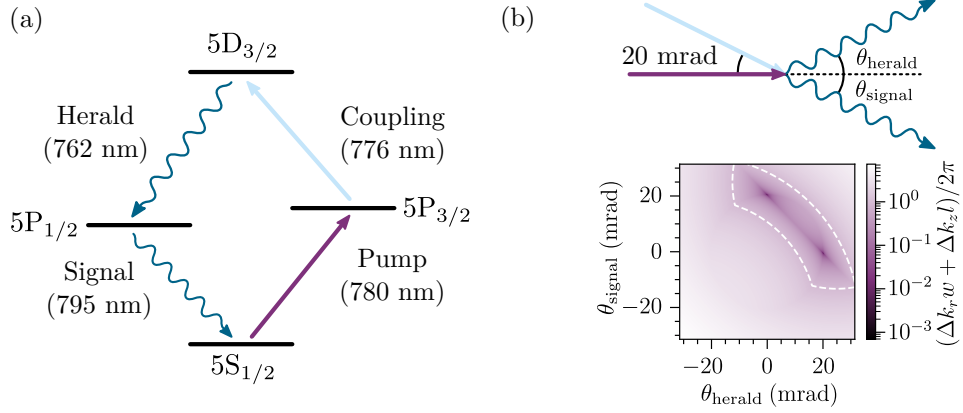 (a)
5D3/2
Herald
(762 nm)
Coupling
(776 nm)
5P1/2
5P3/2
Signal
(795 nm)
Pump
(780 nm)
5S1/2
(b)
20 mrad
θherald
θsignal
20
0
−20
θsignal (mrad)
−20 0 20
θherald (mrad)
10⁰
10⁻¹
10⁻²
10⁻³
(Δkrw + Δkzl)/2π